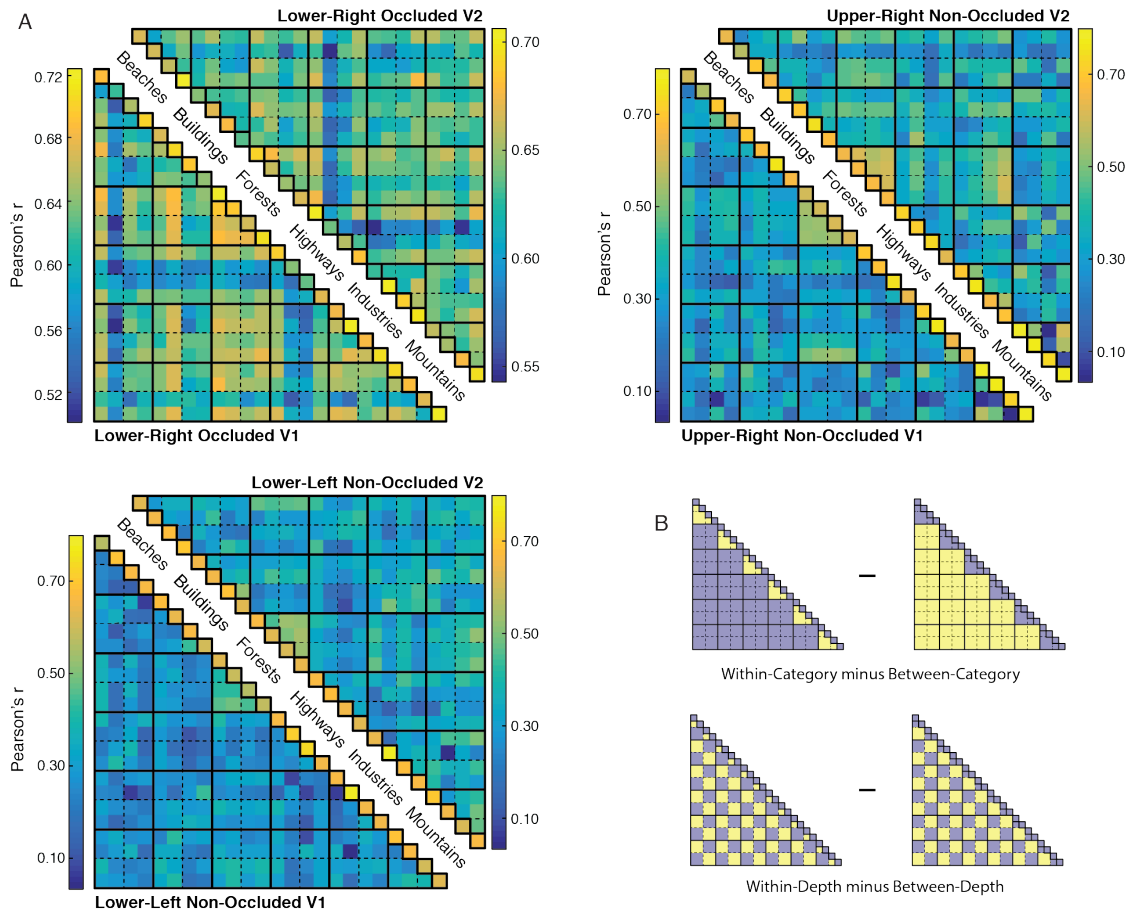 A
Lower-Right Occluded V2
Upper-Right Non-Occluded V2
0.70
0.65
0.60
0.55
0.72
0.68
0.64
0.60
0.56
0.52
Pearson's r
Beaches
Buildings
Forests
Highways
Industries
Mountains
Lower-Right Occluded V1
0.70
0.50
0.30
0.10
0.70
0.50
0.30
0.10
Pearson's r
Beaches
Buildings
Forests
Highways
Industries
Mountains
Upper-Right Non-Occluded V1
Lower-Left Non-Occluded V2
0.70
0.50
0.30
0.10
0.70
0.50
0.30
0.10
Pearson's r
Beaches
Buildings
Forests
Highways
Industries
Mountains
Lower-Left Non-Occluded V1
B
–
Within-Category minus Between-Category
–
Within-Depth minus Between-Depth